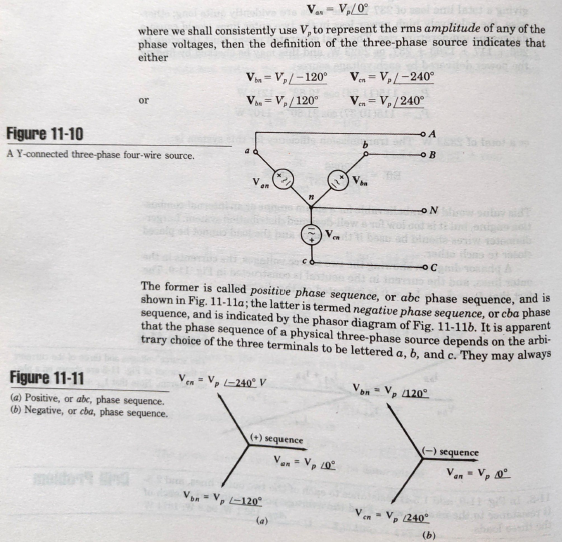 V_an = V_p/0°
where we shall consistently use V_p to represent the rms amplitude of any of the
phase voltages, then the definition of the three-phase source indicates that
either
V_bn = V_p/−120° V_cn = V_p/−240°
or V_bn = V_p/120° V_cn = V_p/240°
Figure 11-10
A Y-connected three-phase four-wire source.
A
a
b
B
V_an
+
−
+
−
V_bn
n
N
−
+
V_cn
c
C
The former is called positive phase sequence, or abc phase sequence, and is
shown in Fig. 11-11a; the latter is termed negative phase sequence, or cba phase
sequence, and is indicated by the phasor diagram of Fig. 11-11b. It is apparent
that the phase sequence of a physical three-phase source depends on the arbi-
trary choice of the three terminals to be lettered a, b, and c. They may always
Figure 11-11
(a) Positive, or abc, phase sequence.
(b) Negative, or cba, phase sequence.
V_cn = V_p /−240° V
(+) sequence
V_an = V_p /0°
V_bn = V_p /−120°
(a)
V_bn = V_p /120°
(−) sequence
V_an = V_p /0°
V_cn = V_p /240°
(b)